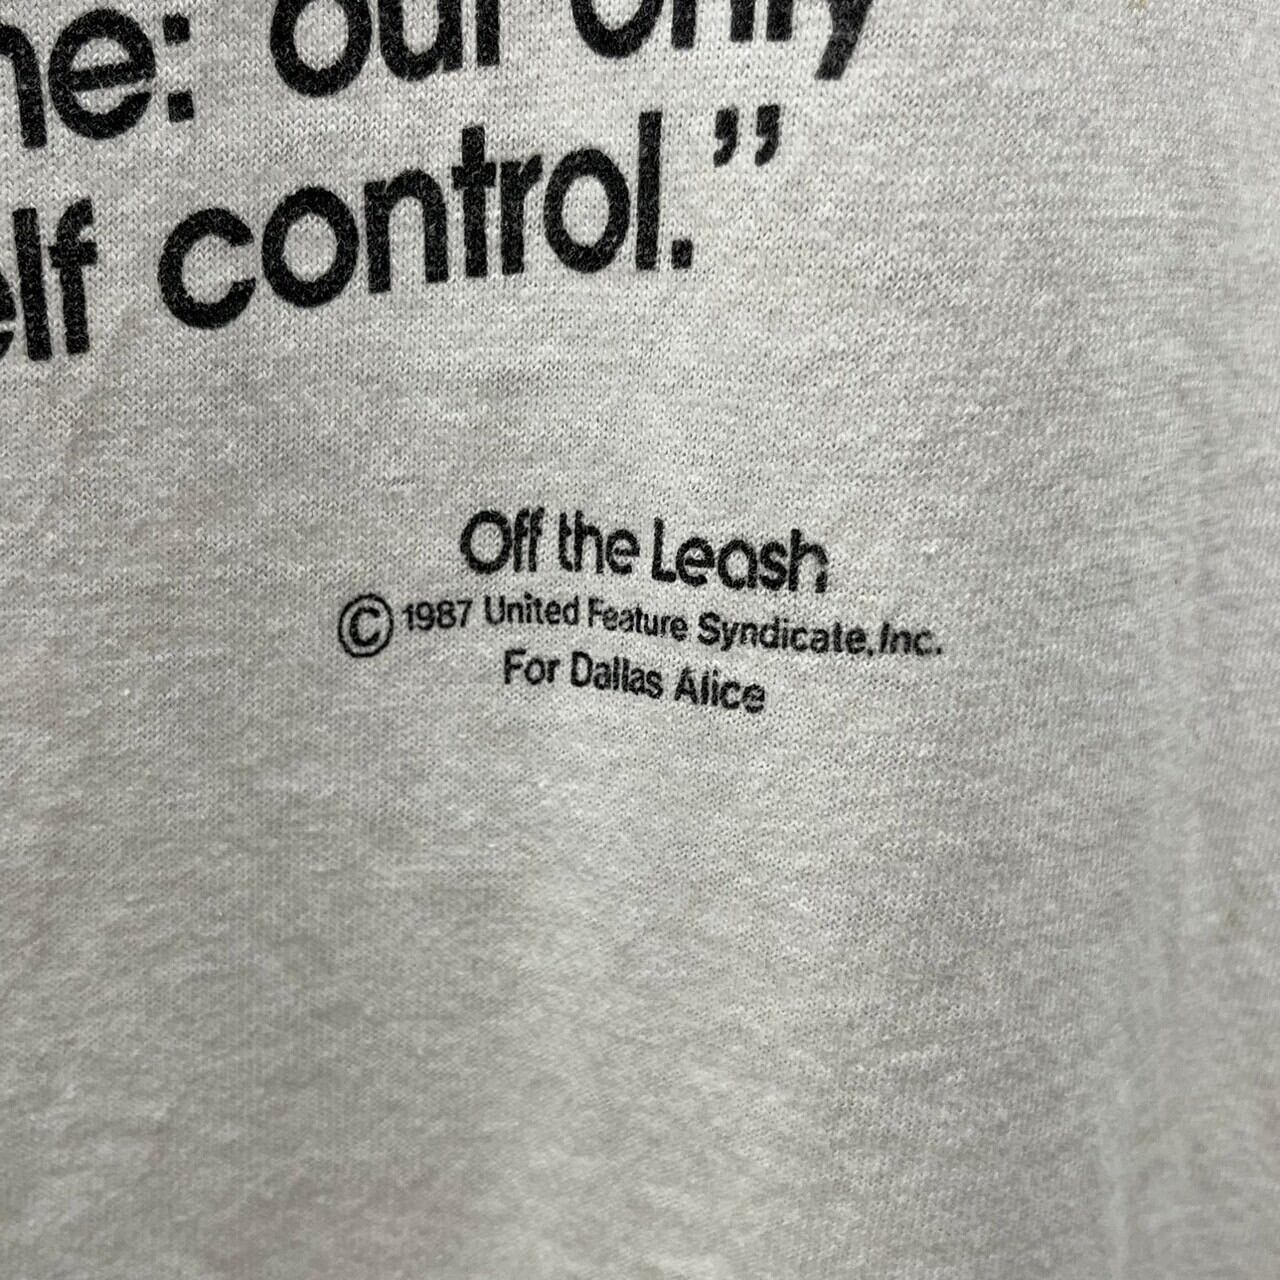 ne: our only
elf control.”
Off the Leash
© 1987 United Feature Syndicate, Inc.
For Dallas Alice